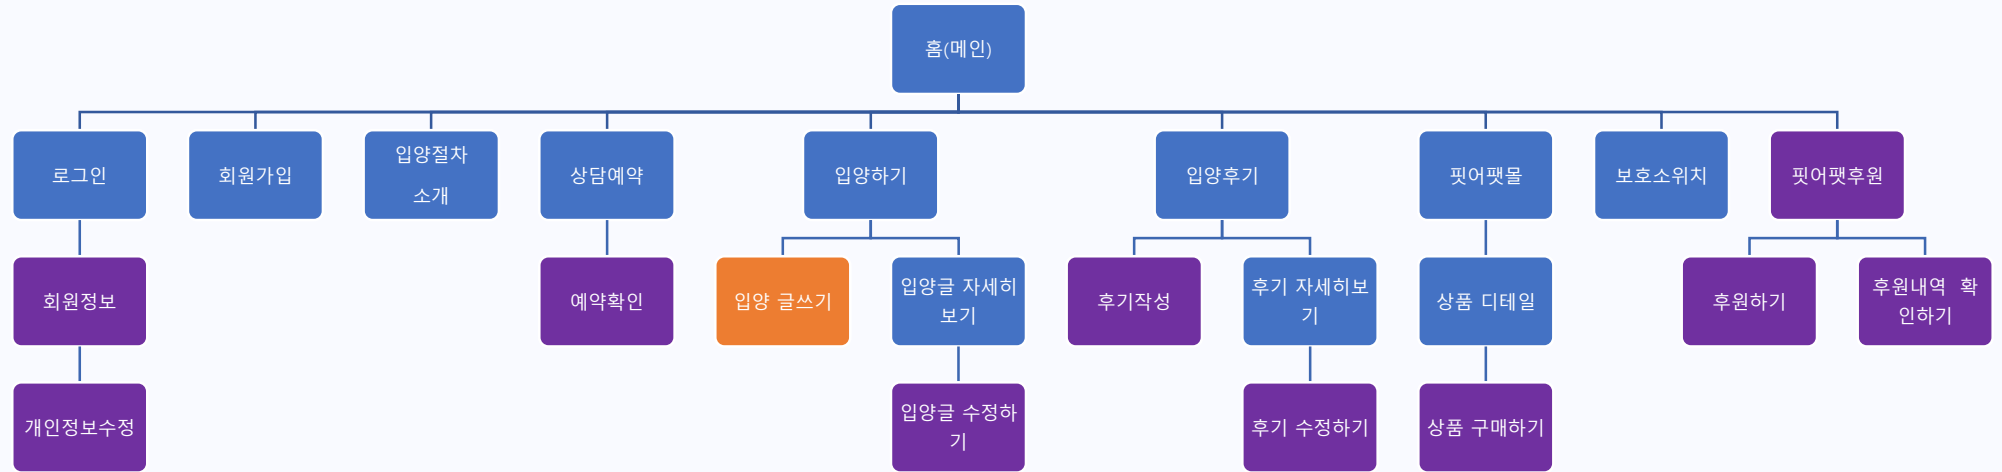 홈(메인)
로그인
회원가입
입양절차
소개
상담예약
입양하기
입양후기
핏어팻몰
보호소위치
핏어팻후원
회원정보
예약확인
입양 글쓰기
입양글 자세히
보기
후기작성
후기 자세히보
기
상품 디테일
후원하기
후원내역 확
인하기
개인정보수정
입양글 수정하
기
후기 수정하기
상품 구매하기